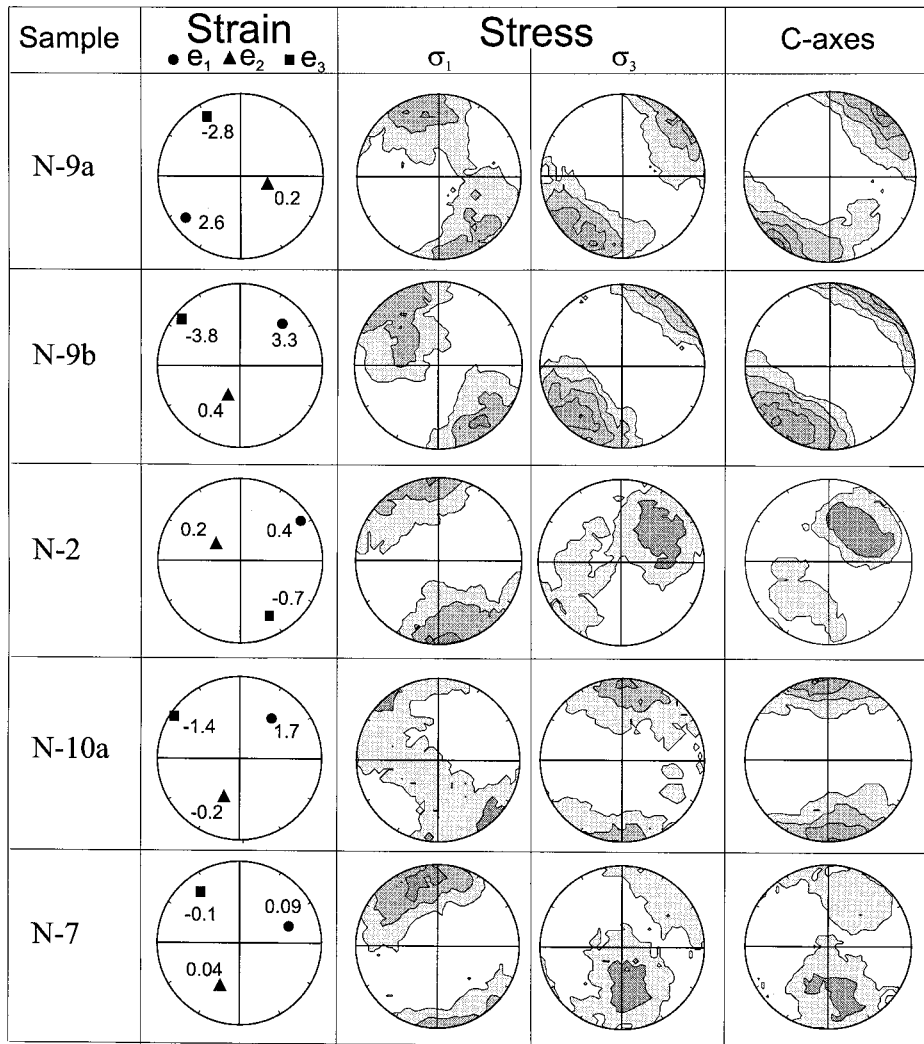 Sample Strain Stress C-axes
● e₁ ▲ e₂ ■ e₃ σ₁ σ₃
N-9a
-2.8
0.2
2.6
N-9b
-3.8
3.3
0.4
N-2
0.2
0.4
-0.7
N-10a
-1.4
1.7
-0.2
N-7
-0.1
0.09
0.04